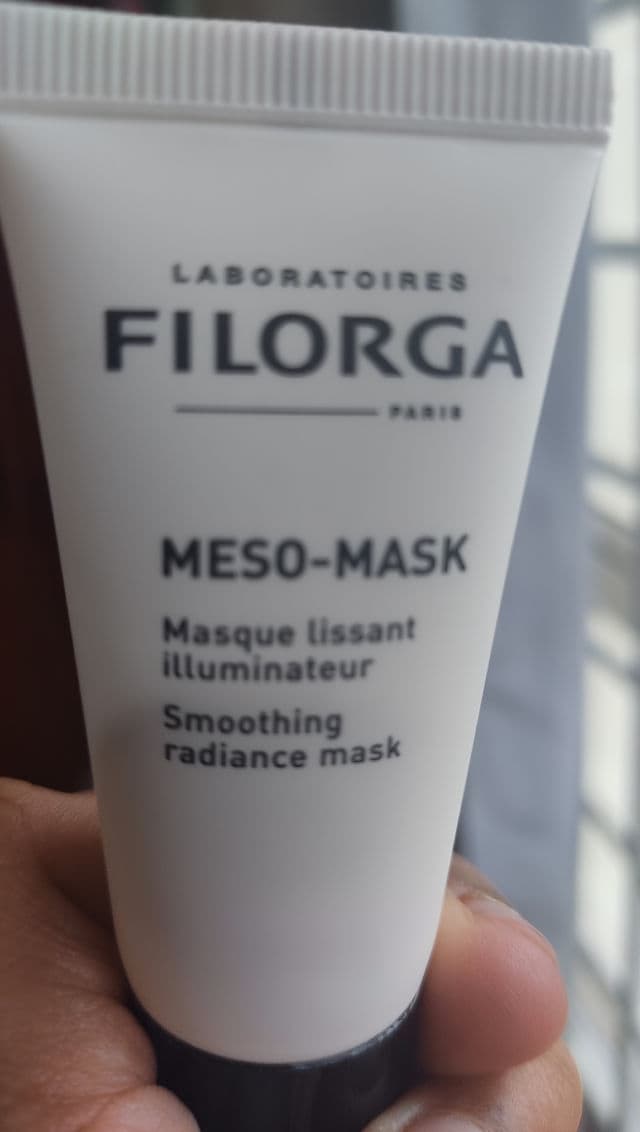 LABORATOIRES
FILORGA
PARIS
MESO-MASK
Masque lissant
illuminateur
Smoothing
radiance mask